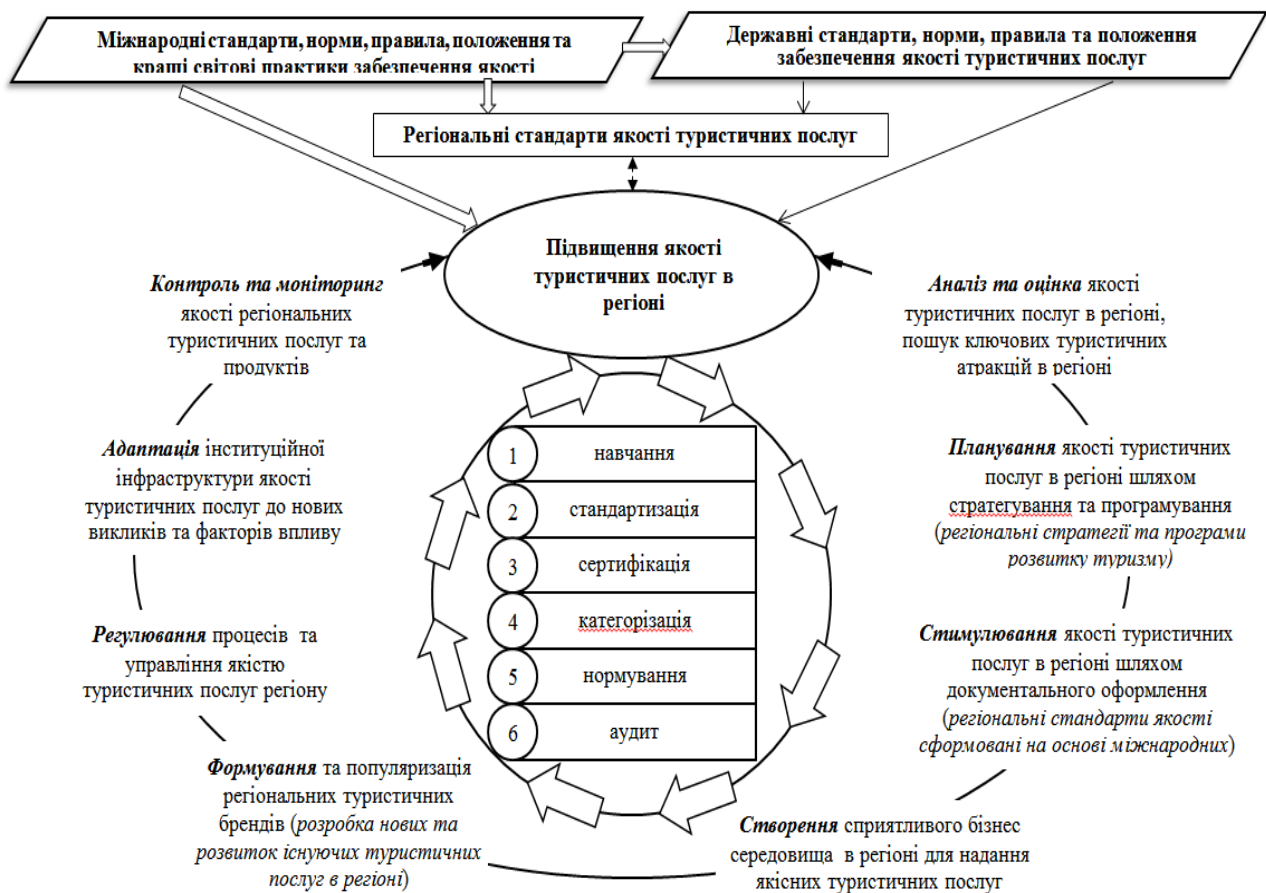 Міжнародні стандарти, норми, правила, положення та
кращі світові практики забезпечення якості
Державні стандарти, норми, правила та положення
забезпечення якості туристичних послуг
Регіональні стандарти якості туристичних послуг
Підвищення якості
туристичних послуг в
регіоні
Контроль та моніторинг
якості регіональних
туристичних послуг та
продуктів
Аналіз та оцінка якості
туристичних послуг в регіоні,
пошук ключових туристичних
атракцій в регіоні
Адаптація інституційної
інфраструктури якості
туристичних послуг до нових
викликів та факторів впливу
Планування якості туристичних
послуг в регіоні шляхом
стратегування та програмування
(регіональні стратегії та програми
розвитку туризму)
1 навчання
2 стандартизація
3 сертифікація
4 категорізація
5 нормування
6 аудит
Регулювання процесів та
управління якістю
туристичних послуг регіону
Стимулювання якості туристичних
послуг в регіоні шляхом
документального оформлення
(регіональні стандарти якості
сформовані на основі міжнародних)
Формування та популяризація
регіональних туристичних
брендів (розробка нових та
розвиток існуючих туристичних
послуг в регіоні)
Створення сприятливого бізнес
середовища в регіоні для надання
якісних туристичних послуг